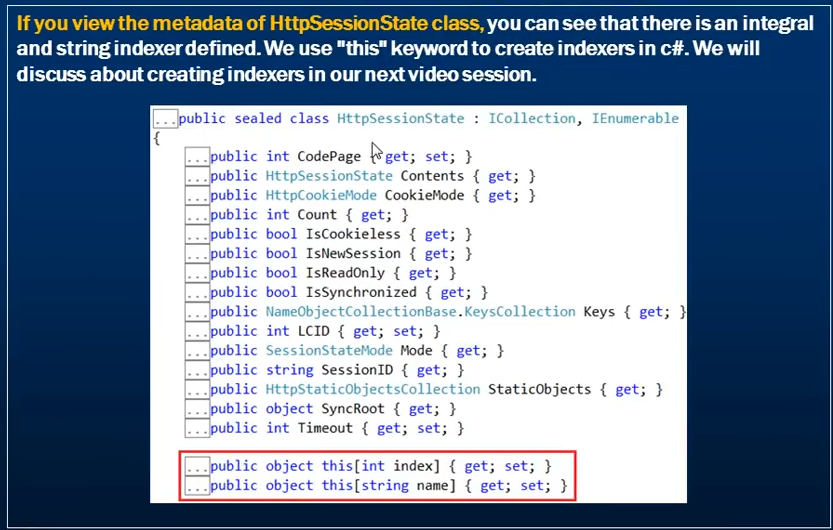 If you view the metadata of HttpSessionState class, you can see that there is an integral
and string indexer defined. We use "this" keyword to create indexers in c#. We will
discuss about creating indexers in our next video session.
...public sealed class HttpSessionState : ICollection, IEnumerable
{
...public int CodePage { get; set; }
...public HttpSessionState Contents { get; }
...public HttpCookieMode CookieMode { get; }
...public int Count { get; }
...public bool IsCookieless { get; }
...public bool IsNewSession { get; }
...public bool IsReadOnly { get; }
...public bool IsSynchronized { get; }
...public NameObjectCollectionBase.KeysCollection Keys { get; }
...public int LCID { get; set; }
...public SessionStateMode Mode { get; }
...public string SessionID { get; }
...public HttpStaticObjectsCollection StaticObjects { get; }
...public object SyncRoot { get; }
...public int Timeout { get; set; }
...public object this[int index] { get; set; }
...public object this[string name] { get; set; }